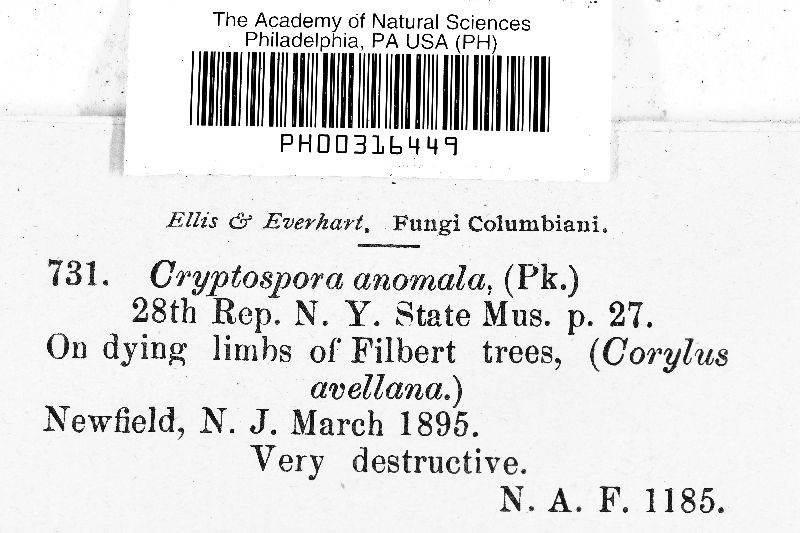 The Academy of Natural Sciences
Philadelphia, PA USA (PH)
PH00316449
Ellis & Everhart. Fungi Columbiani.
731. Cryptospora anomala, (Pk.)
28th Rep. N. Y. State Mus. p. 27.
On dying limbs of Filbert trees, (Corylus
avellana.)
Newfield, N. J. March 1895.
Very destructive.
N. A. F. 1185.